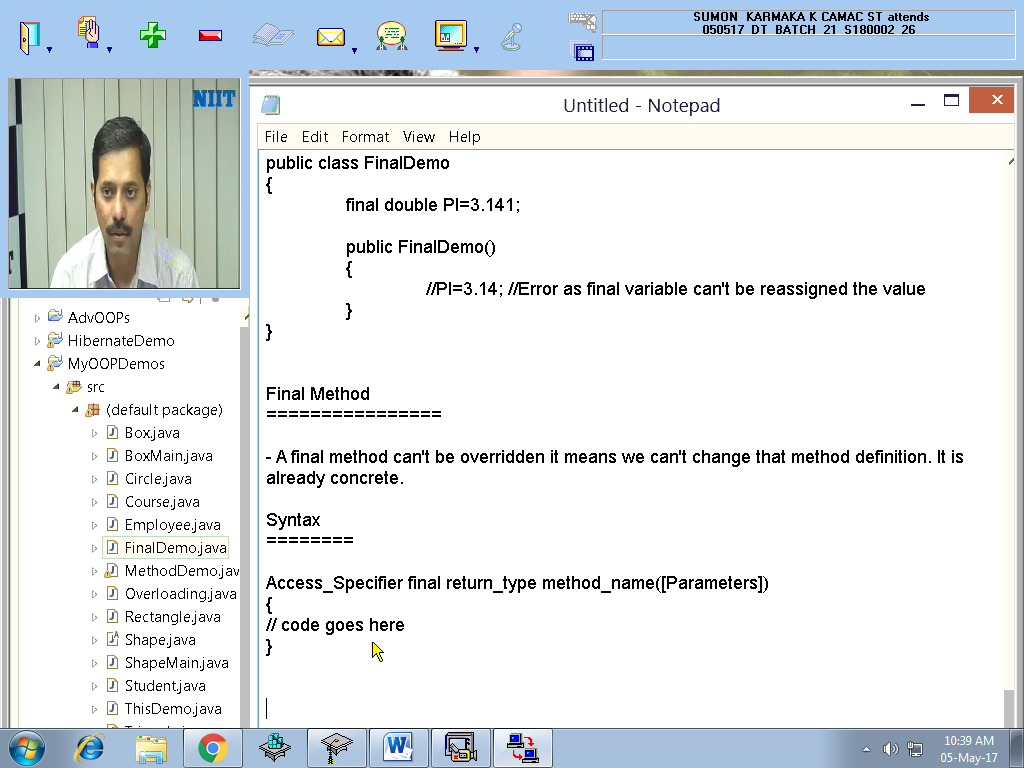 SUMON KARMAKA K CAMAC ST attends
050517 DT BATCH 21 S180002 26
NIIT
Untitled - Notepad
File Edit Format View Help
public class FinalDemo
{
final double PI=3.141;
public FinalDemo()
{
//PI=3.14; //Error as final variable can't be reassigned the value
}
}
Final Method
================
- A final method can't be overridden it means we can't change that method definition. It is
already concrete.
Syntax
========
Access_Specifier final return_type method_name([Parameters])
{
// code goes here
}
AdvOOPs
HibernateDemo
MyOOPDemos
src
(default package)
Box.java
BoxMain.java
Circle.java
Course.java
Employee.java
FinalDemo.java
MethodDemo.jav
Overloading.java
Rectangle.java
Shape.java
ShapeMain.java
Student.java
ThisDemo.java
10:39 AM
05-May-17